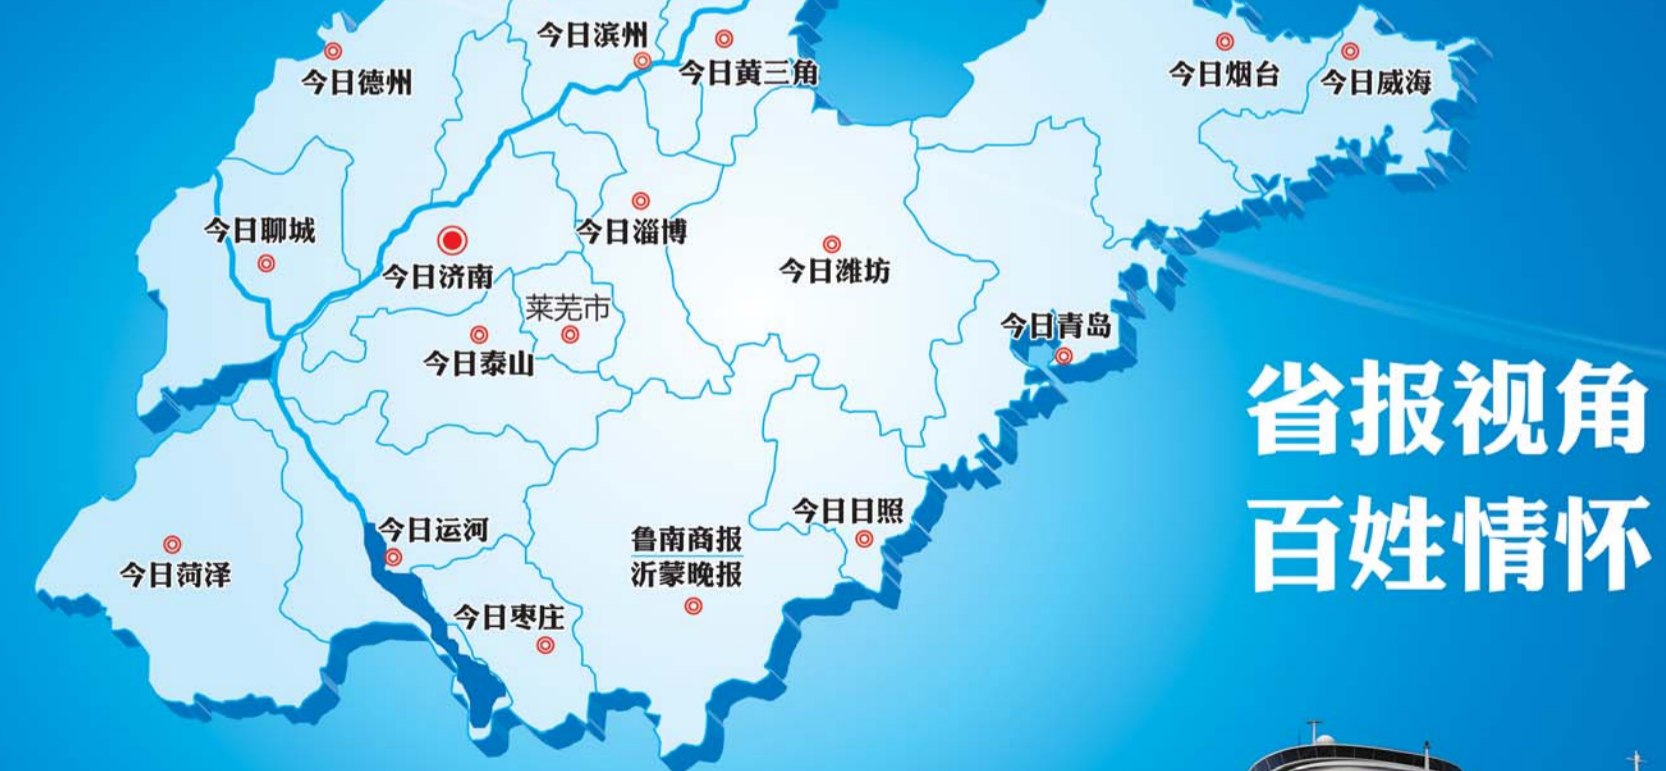 今日滨州
今日德州
今日黄三角
今日烟台
今日威海
今日聊城
今日淄博
今日济南
今日潍坊
莱芜市
今日青岛
今日泰山
省报视角
百姓情怀
今日日照
今日运河
鲁南商报
沂蒙晚报
今日菏泽
今日枣庄